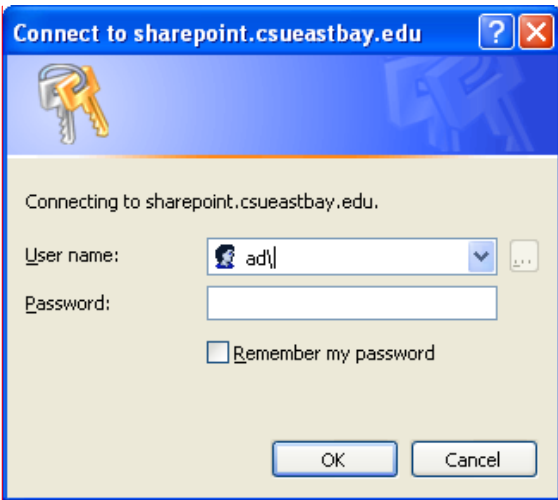 Connect to sharepoint.csueastbay.edu
?
Connecting to sharepoint.csueastbay.edu.
User name: ad\
...
Password:
Remember my password
OK Cancel